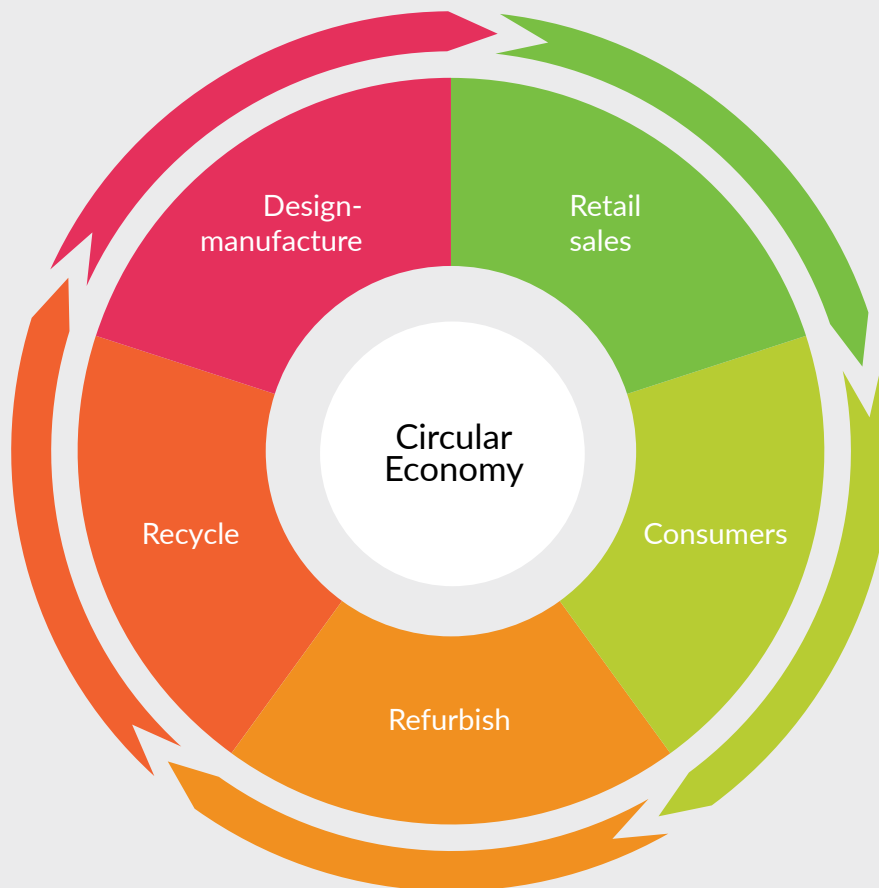 Design-
manufacture
Retail
sales
Circular
Economy
Recycle
Consumers
Refurbish